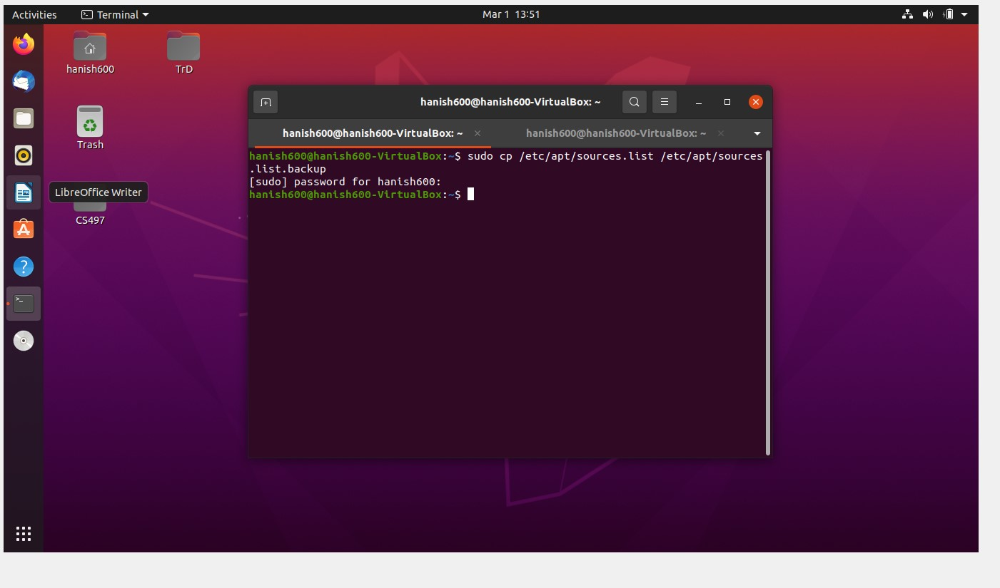 Activities
Terminal
Mar 1 13:51
hanish600
TrD
Trash
LibreOffice Writer
CS497
hanish600@hanish600-VirtualBox: ~
hanish600@hanish600-VirtualBox: ~
hanish600@hanish600-VirtualBox: ~
hanish600@hanish600-VirtualBox:~$ sudo cp /etc/apt/sources.list /etc/apt/sources
.list.backup
[sudo] password for hanish600:
hanish600@hanish600-VirtualBox:~$